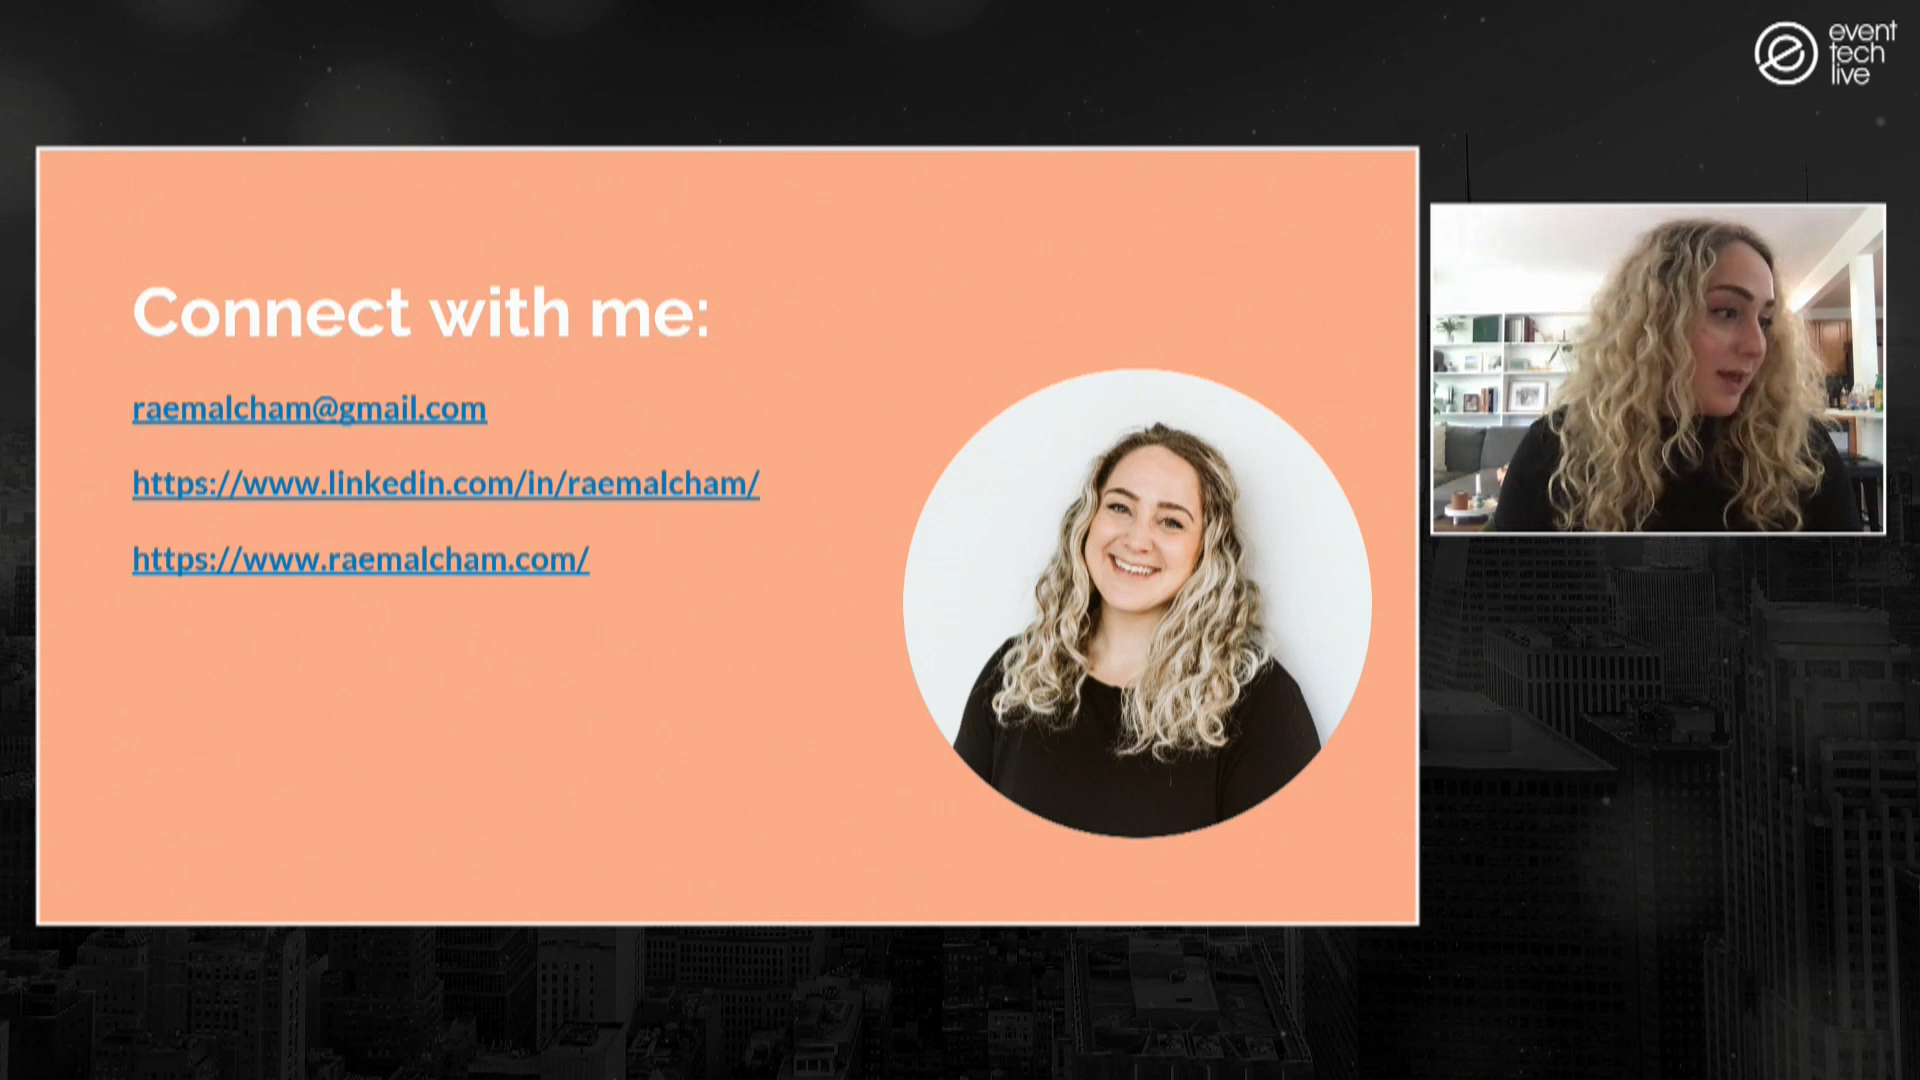 event
tech
live
Connect with me:
raemalcham@gmail.com
https://www.linkedin.com/in/raemalcham/
https://www.raemalcham.com/